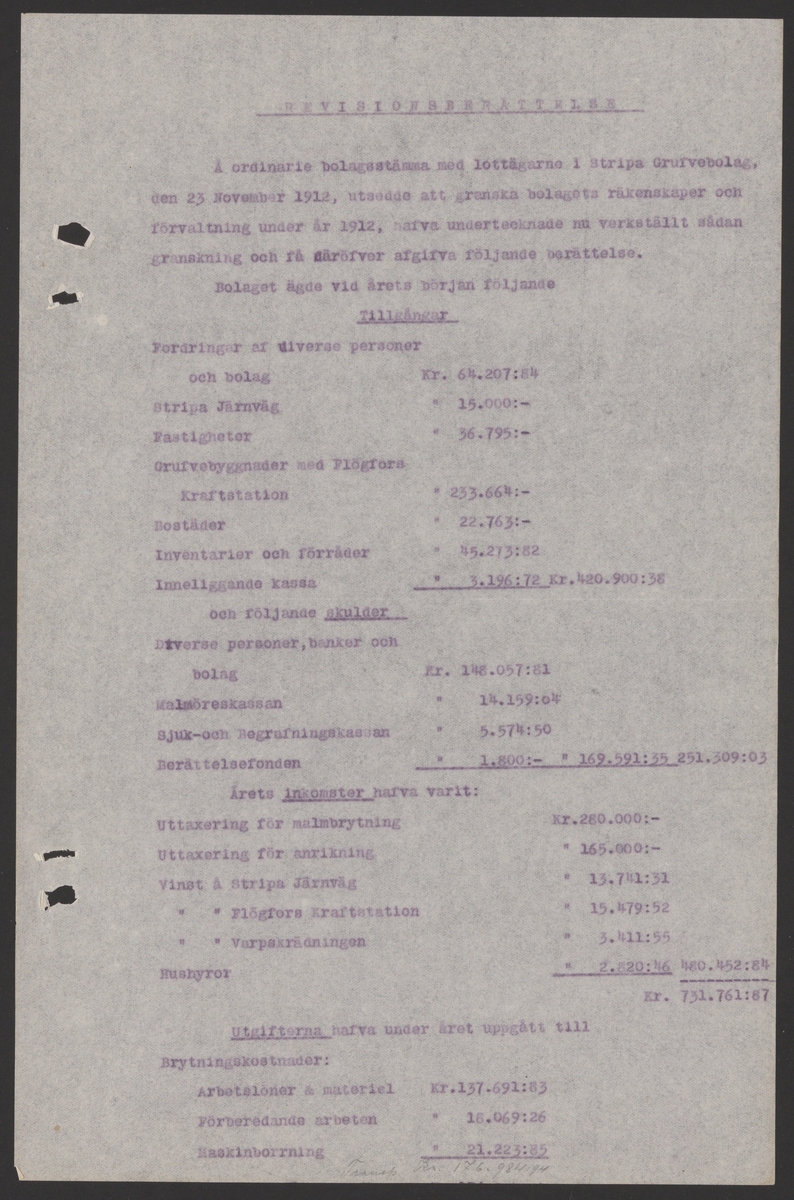 REVISIONSBERÄTTELSE
Å ordinarie bolagsstämma med lottägarne i Stripa Grufvebolag,
den 23 November 1912, utsedde att granska bolagets räkenskaper och
förvaltning under år 1912, hafva undertecknade nu verkställt sådan
granskning och få däröfver afgifva följande berättelse.
Bolaget ägde vid årets början följande
Tillgångar
Fordringar af diverse personer
och bolag Kr. 64.207:84
Stripa Järnväg " 15.000:-
Fastigheter " 36.795:-
Grufvebyggnader med Flögfors
Kraftstation " 233.664:-
Bostäder " 22.763:-
Inventarier och förråder " 45.273:82
Inneliggande kassa " 3.196:72 Kr.420.900:38
och följande skulder
Diverse personer,banker och
bolag Kr. 148.057:81
Malmöreskassan " 14.159:04
Sjuk-och Begrafningskassan " 5.574:50
Berättelsefonden " 1.800:- " 169.591:35 251.309:03
Årets inkomster hafva varit:
Uttaxering för malmbrytning Kr.280.000:-
Uttaxering för anrikning " 165.000:-
Vinst å Stripa Järnväg " 13.741:31
" " Flögfors Kraftstation " 15.479:52
" " Varpskrädningen " 3.411:55
Hushyror " 2.820:46 480.452:84
Kr. 731.761:87
Utgifterna hafva under året uppgått till
Brytningskostnader:
Arbetslöner & materiel Kr.137.691:83
Förberedande arbeten " 18.069:26
Maskinborrning " 21.223:85
Transp. Kr. 176.984:94